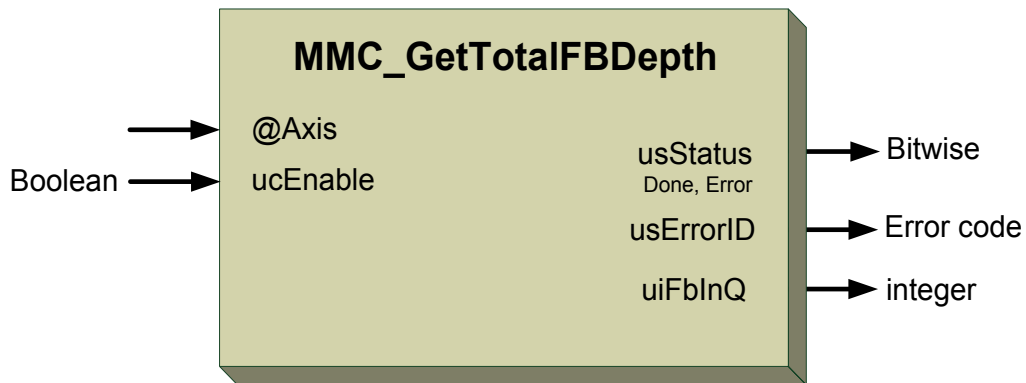 MMC_GetTotalFBDepth
@Axis
Boolean
ucEnable
usStatus
Done, Error
Bitwise
usErrorID
Error code
uiFbInQ
integer